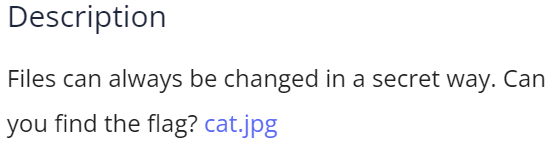 Description
Files can always be changed in a secret way. Can
you find the flag? cat.jpg